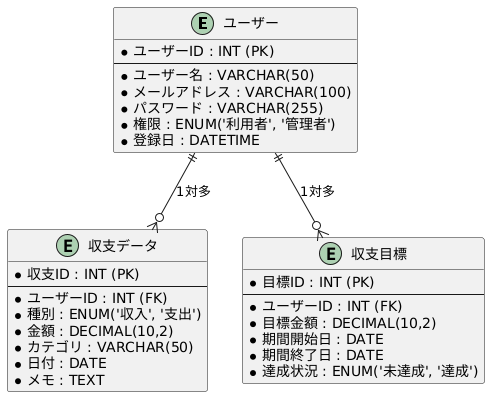 E ユーザー
ユーザーID : INT (PK)
ユーザー名 : VARCHAR(50)
メールアドレス : VARCHAR(100)
パスワード : VARCHAR(255)
権限 : ENUM('利用者', '管理者')
登録日 : DATETIME
1対多
1対多
E 収支データ
収支ID : INT (PK)
ユーザーID : INT (FK)
種別 : ENUM('収入', '支出')
金額 : DECIMAL(10,2)
カテゴリ : VARCHAR(50)
日付 : DATE
メモ : TEXT
E 収支目標
目標ID : INT (PK)
ユーザーID : INT (FK)
目標金額 : DECIMAL(10,2)
期間開始日 : DATE
期間終了日 : DATE
達成状況 : ENUM('未達成', '達成')